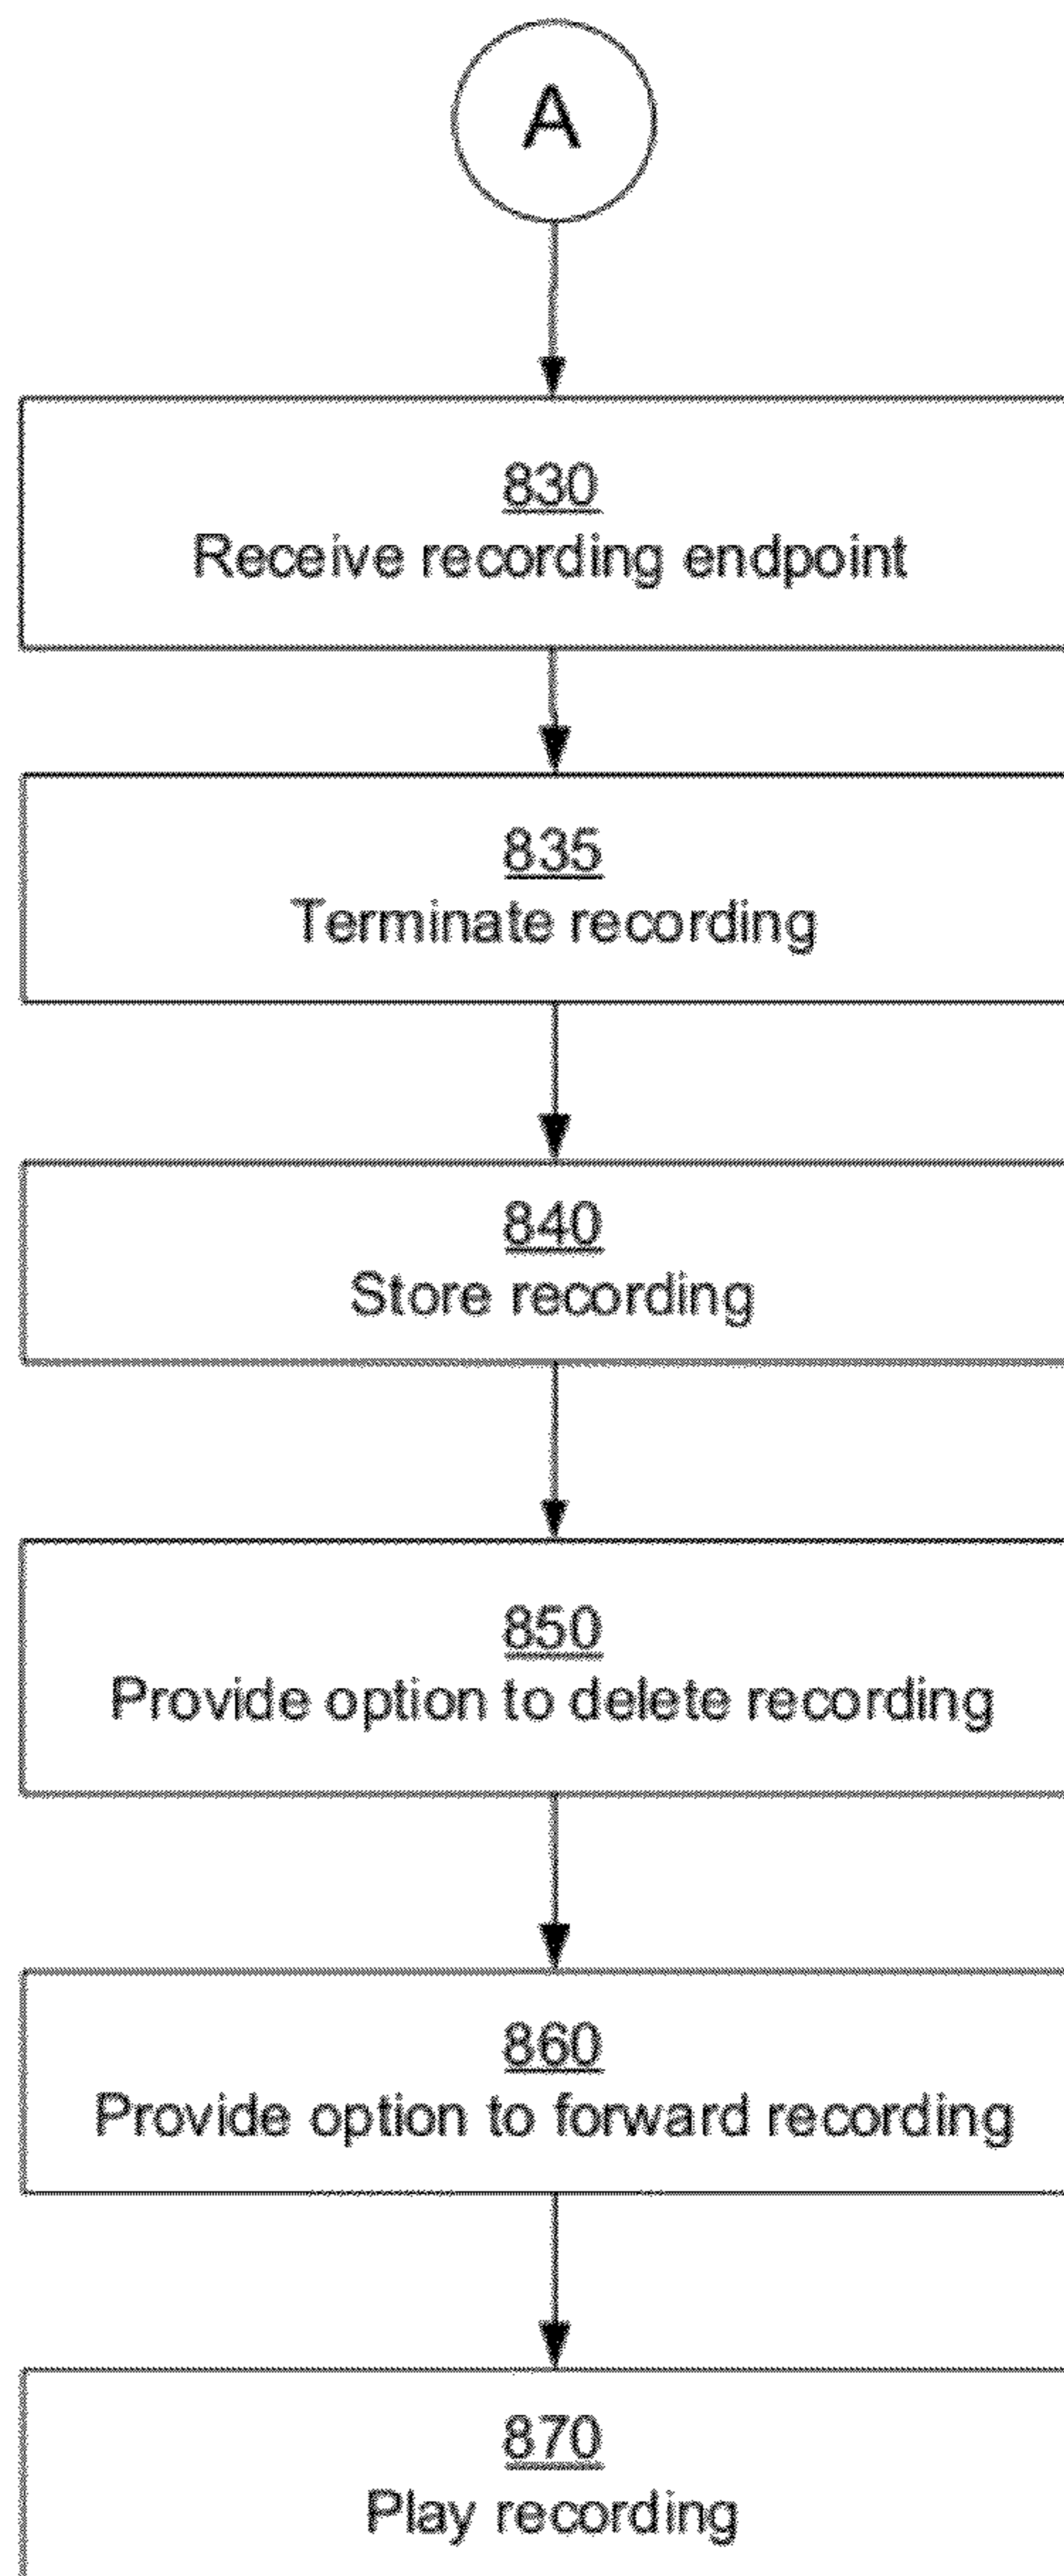 A
830
Receive recording endpoint
835
Terminate recording
840
Store recording
850
Provide option to delete recording
860
Provide option to forward recording
870
Play recording